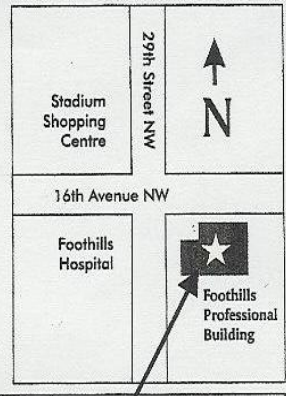 Stadium
Shopping
Centre
29th Street NW
N
16th Avenue NW
Foothills
Hospital
Foothills
Professional
Building